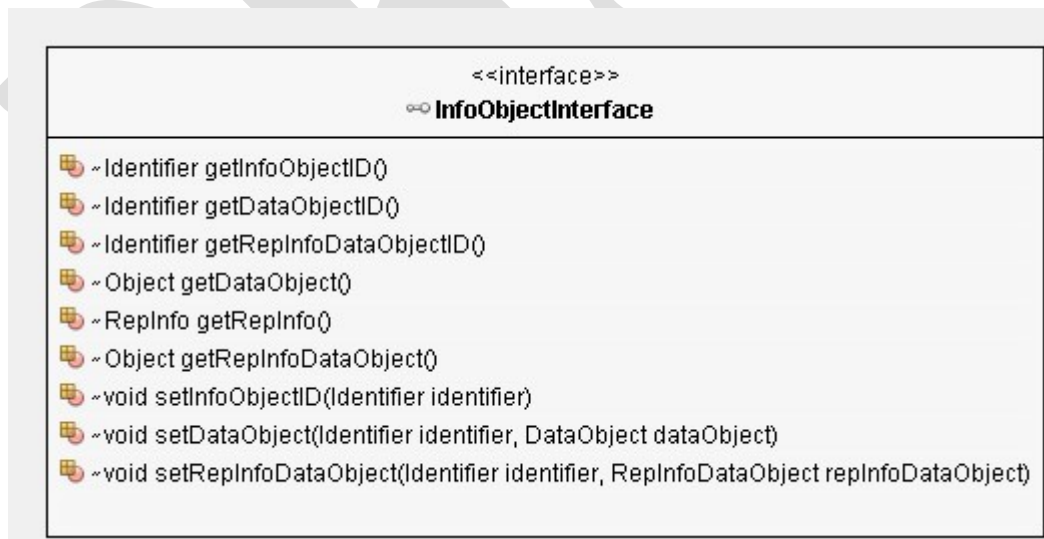 <<interface>>
InfoObjectInterface
~Identifier getInfoObjectID()
~Identifier getDataObjectID()
~Identifier getRepInfoDataObjectID()
~Object getDataObject()
~RepInfo getRepInfo()
~Object getRepInfoDataObject()
~void setInfoObjectID(Identifier identifier)
~void setDataObject(Identifier identifier, DataObject dataObject)
~void setRepInfoDataObject(Identifier identifier, RepInfoDataObject repInfoDataObject)